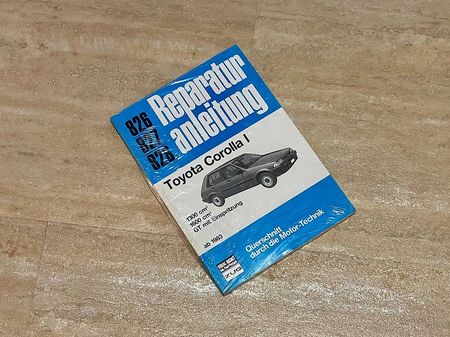 826
827
828
Reparatur
anleitung
Toyota Corolla I
1300 cm³
1600 cm³
GT mit Einspritzung
ab 1983
Querschnitt
durch die Motor-Technik